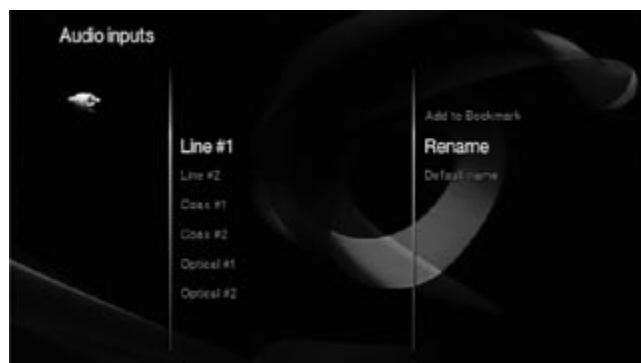 Audio inputs
Line #1
Line #2
Coax #1
Coax #2
Optical #1
Optical #2
Add to Bookmark
Rename
Default name